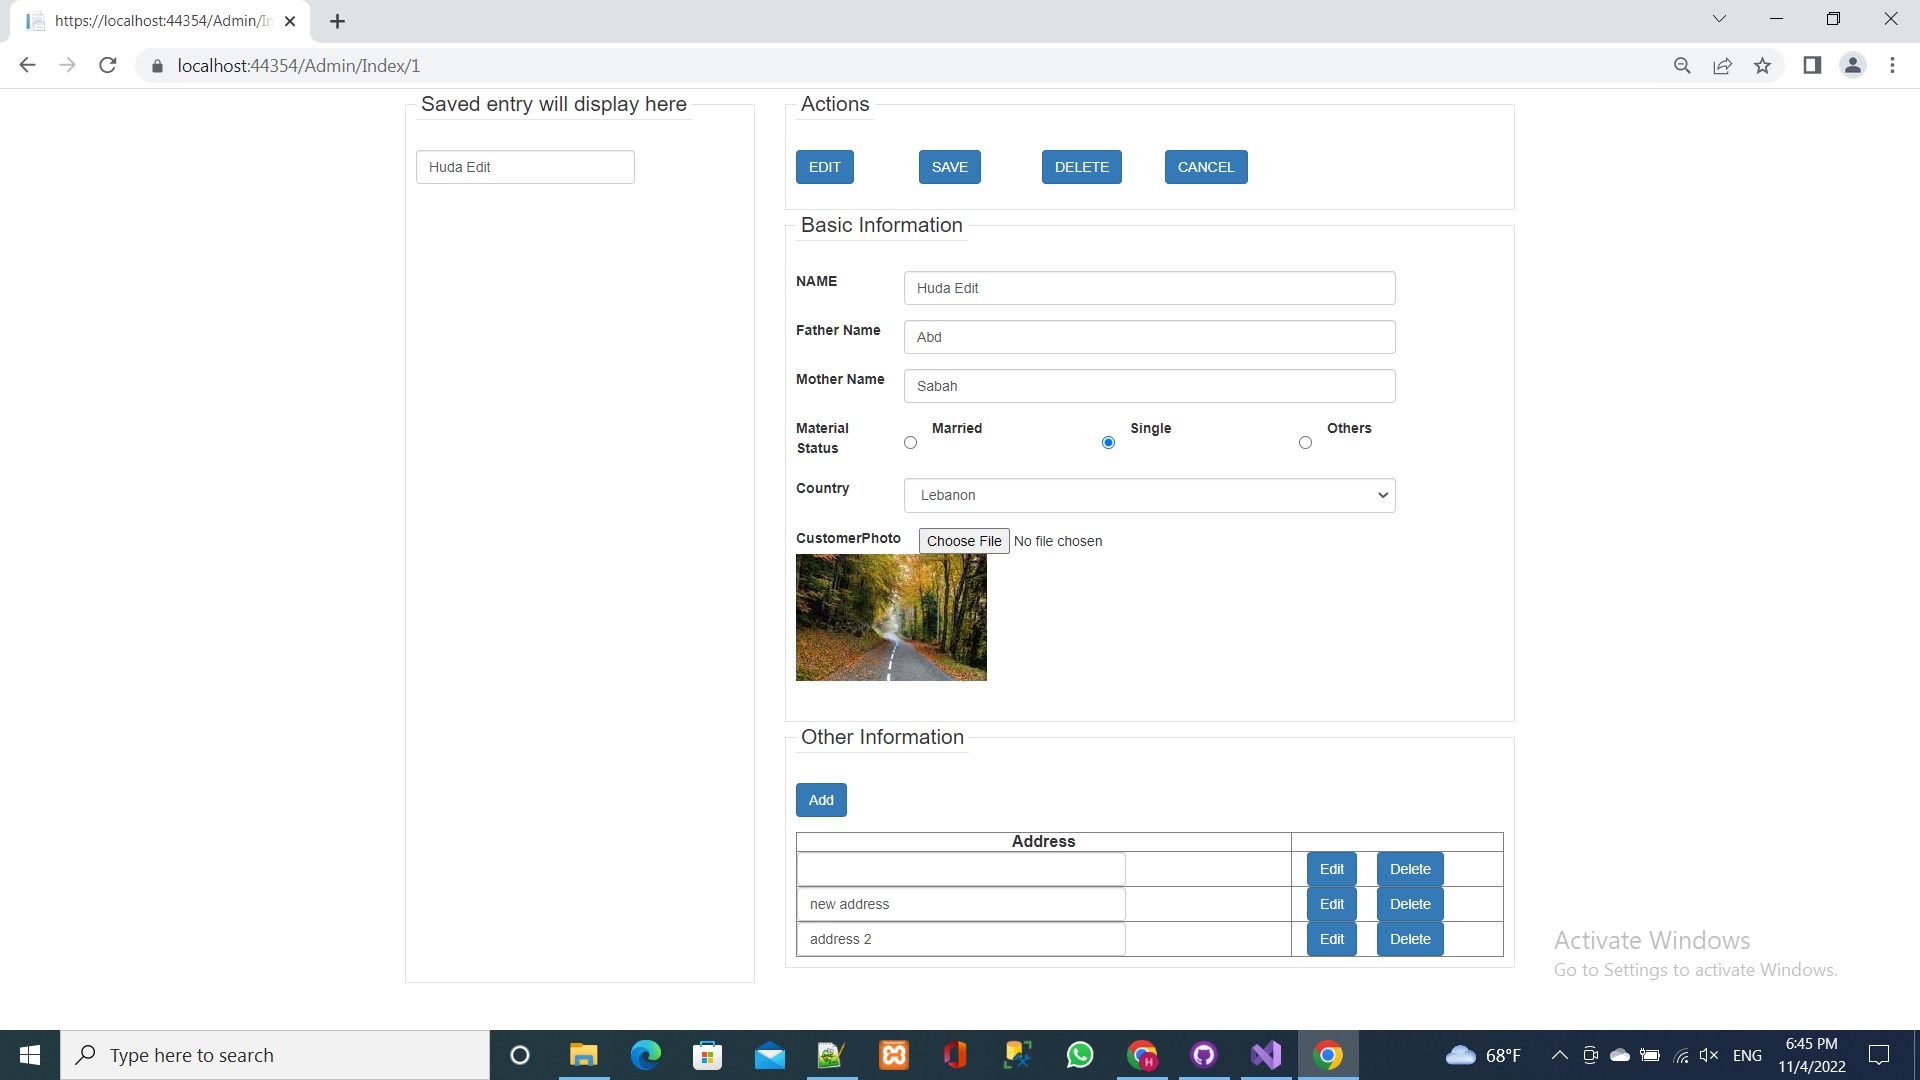 https://localhost:44354/Admin/In
localhost:44354/Admin/Index/1
Saved entry will display here
Huda Edit
Actions
EDIT SAVE DELETE CANCEL
Basic Information
NAME Huda Edit
Father Name Abd
Mother Name Sabah
Material Status Married Single Others
Country Lebanon
CustomerPhoto Choose File No file chosen
Other Information
Add
Address
Edit Delete
new address Edit Delete
address 2 Edit Delete
Activate Windows
Go to Settings to activate Windows.
Type here to search
68°F
ENG
6:45 PM
11/4/2022